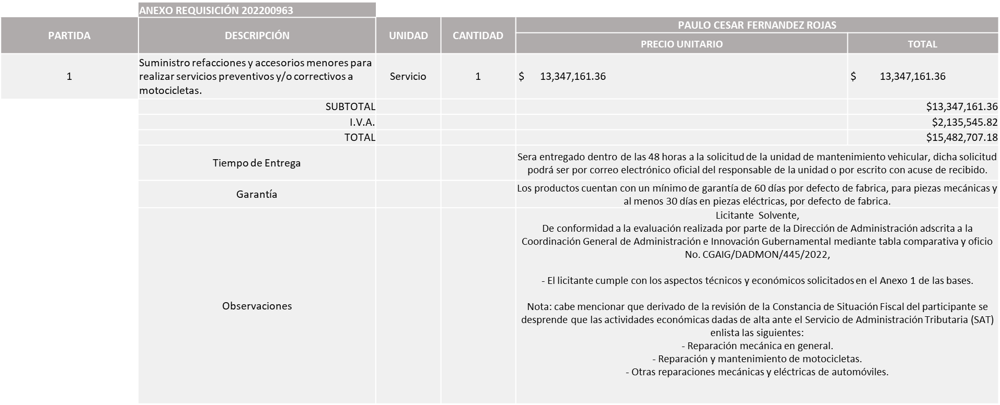 ANEXO REQUISICIÓN 202200963
PARTIDA
DESCRIPCIÓN
UNIDAD
CANTIDAD
PAULO CESAR FERNANDEZ ROJAS
PRECIO UNITARIO
TOTAL
1
Suministro refacciones y accesorios menores para
realizar servicios preventivos y/o correctivos a
motocicletas.
Servicio
1
$ 13,347,161.36
$ 13,347,161.36
SUBTOTAL
$13,347,161.36
I.V.A.
$2,135,545.82
TOTAL
$15,482,707.18
Tiempo de Entrega
Sera entregado dentro de las 48 horas a la solicitud de la unidad de mantenimiento vehicular, dicha solicitud
podrá ser por correo electrónico oficial del responsable de la unidad o por escrito con acuse de recibido.
Garantía
Los productos cuentan con un mínimo de garantía de 60 días por defecto de fabrica, para piezas mecánicas y
al menos 30 días en piezas eléctricas, por defecto de fabrica.
Observaciones
Licitante Solvente,
De conformidad a la evaluación realizada por parte de la Dirección de Administración adscrita a la
Coordinación General de Administración e Innovación Gubernamental mediante tabla comparativa y oficio
No. CGAIG/DADMON/445/2022,
- El licitante cumple con los aspectos técnicos y económicos solicitados en el Anexo 1 de las bases.
Nota: cabe mencionar que derivado de la revisión de la Constancia de Situación Fiscal del participante se
desprende que las actividades económicas dadas de alta ante el Servicio de Administración Tributaria (SAT)
enlista las siguientes:
- Reparación mecánica en general.
- Reparación y mantenimiento de motocicletas.
- Otras reparaciones mecánicas y eléctricas de automóviles.